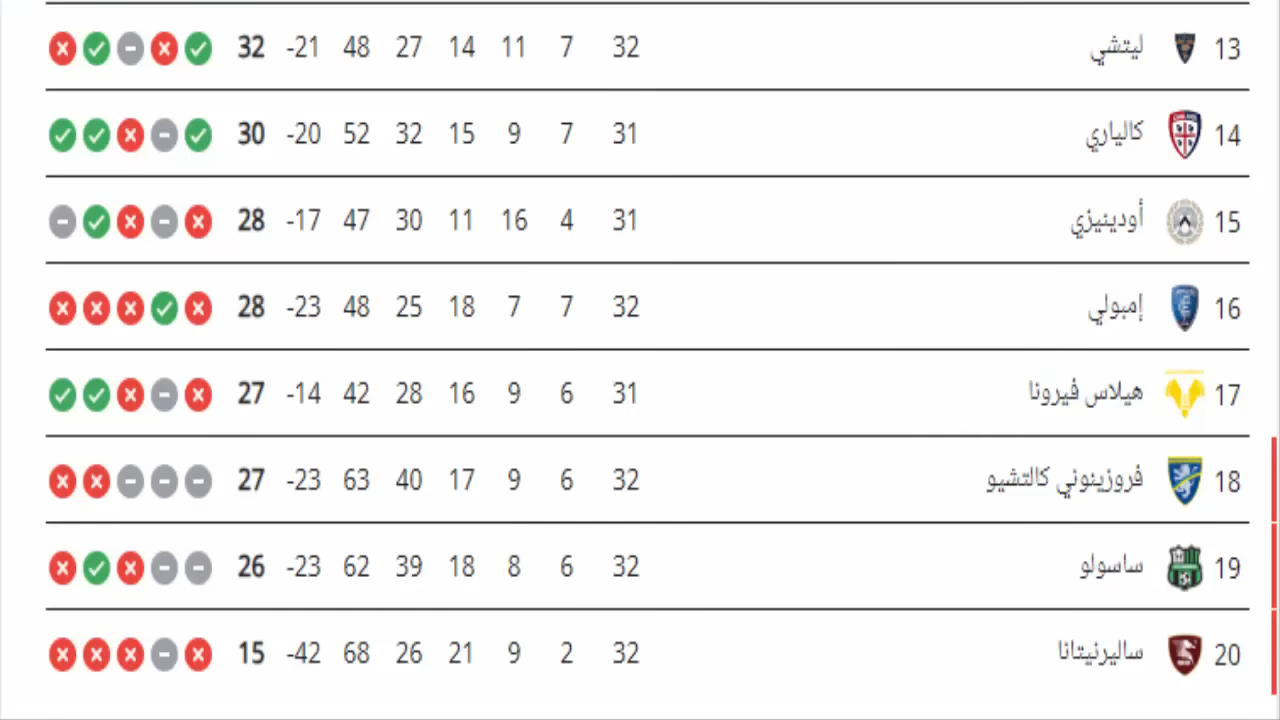 13 ليتشي 32 7 11 14 27 48 -21 32
14 كالياري 31 7 9 15 32 52 -20 30
15 أودينيزي 31 4 16 11 30 47 -17 28
16 إمبولي 32 7 7 18 25 48 -23 28
17 هيلاس فيرونا 31 6 9 16 28 42 -14 27
18 فروزينوني كالتشيو 32 6 9 17 40 63 -23 27
19 ساسولو 32 6 8 18 39 62 -23 26
20 ساليرنيتانا 32 2 9 21 26 68 -42 15